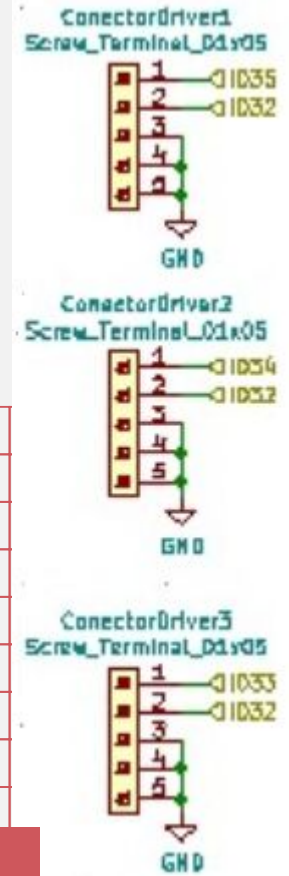 ConectorDriver1
Screw_Terminal_01x05
1 IO35
2 IO32
3
4
5
GND
ConectorDriver2
Screw_Terminal_01x05
1 IO34
2 IO32
3
4
5
GND
ConectorDriver3
Screw_Terminal_01x05
1 IO33
2 IO32
3
4
5
GND